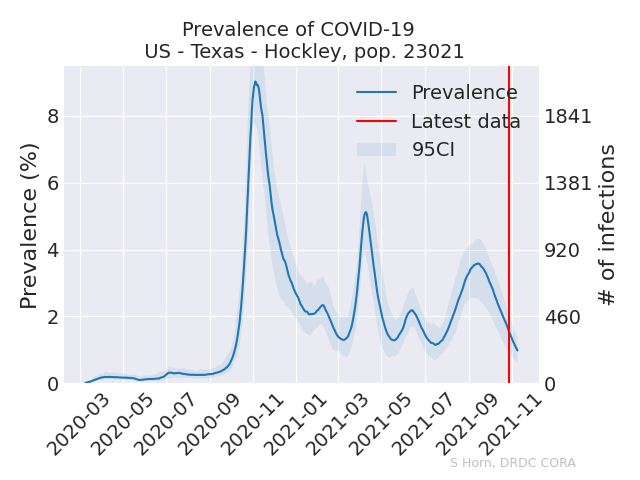 Prevalence of COVID-19
US - Texas - Hockley, pop. 23021
Prevalence
Latest data
95CI
8
6
4
2
0
1841
1381
920
460
0
Prevalence (%)
# of infections
2020-03
2020-05
2020-07
2020-09
2020-11
2021-01
2021-03
2021-05
2021-07
2021-09
2021-11
S Horn, DRDC CORA